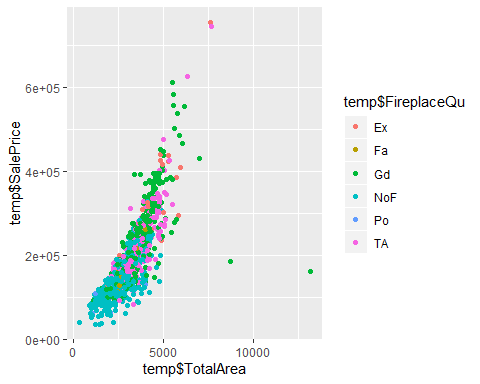 temp$SalePrice
6e+05
4e+05
2e+05
0e+00
0
5000
10000
temp$TotalArea
temp$FireplaceQu
Ex
Fa
Gd
NoF
Po
TA